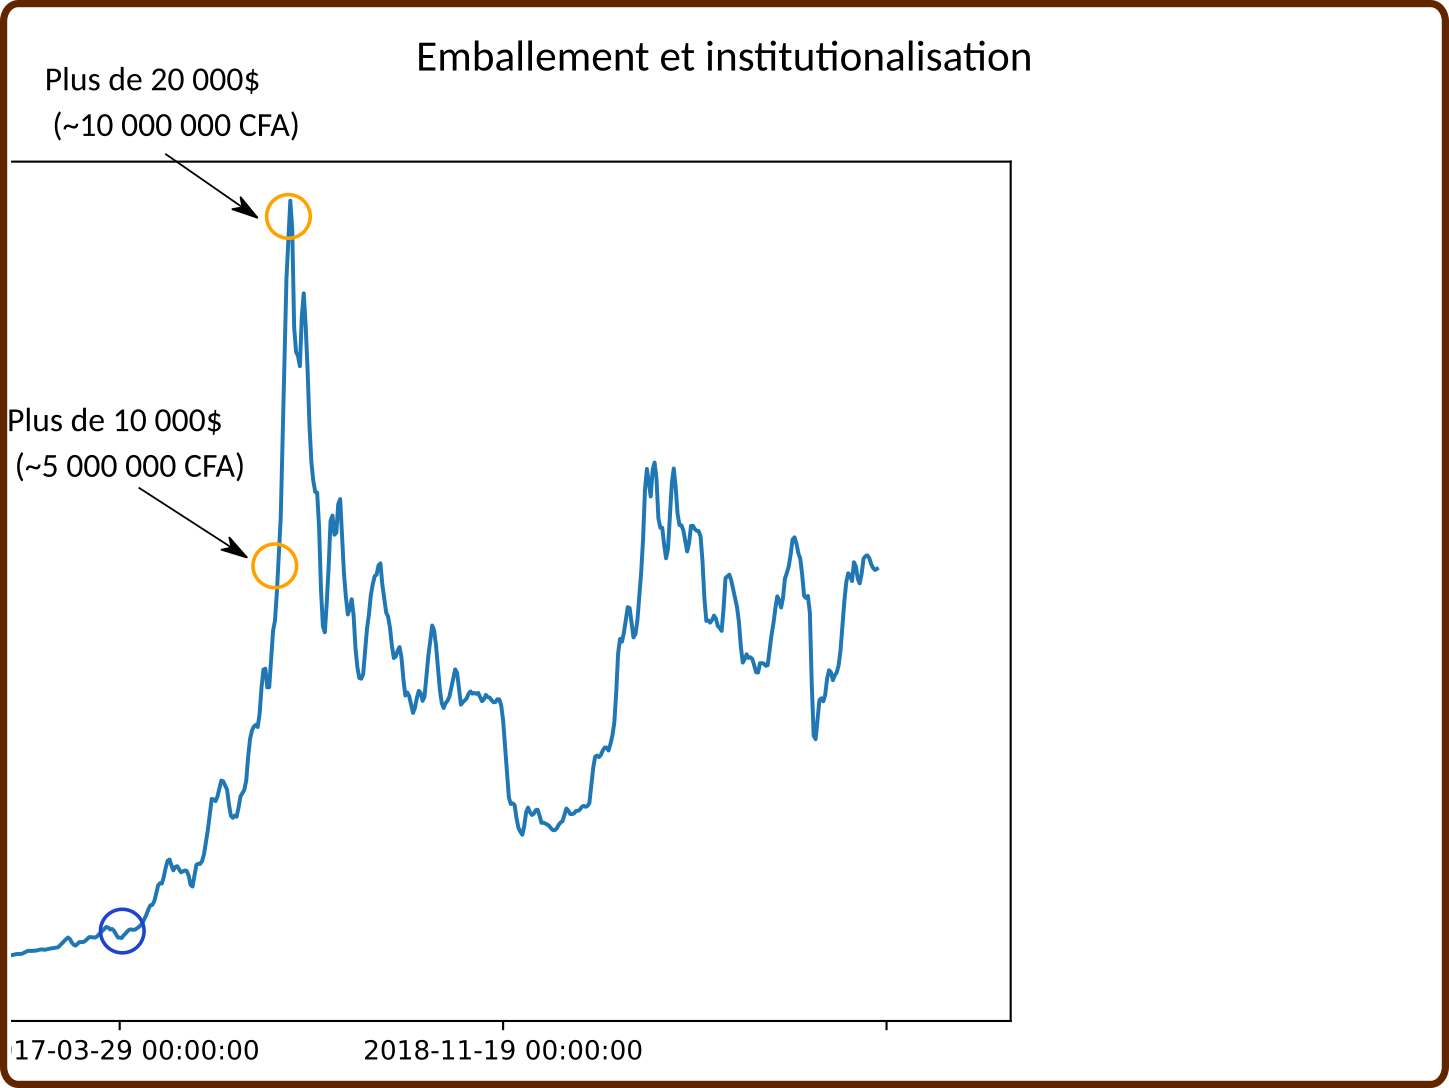 Emballement et institutionalisation
Plus de 20 000$
(~10 000 000 CFA)
Plus de 10 000$
(~5 000 000 CFA)
17-03-29 00:00:00
2018-11-19 00:00:00